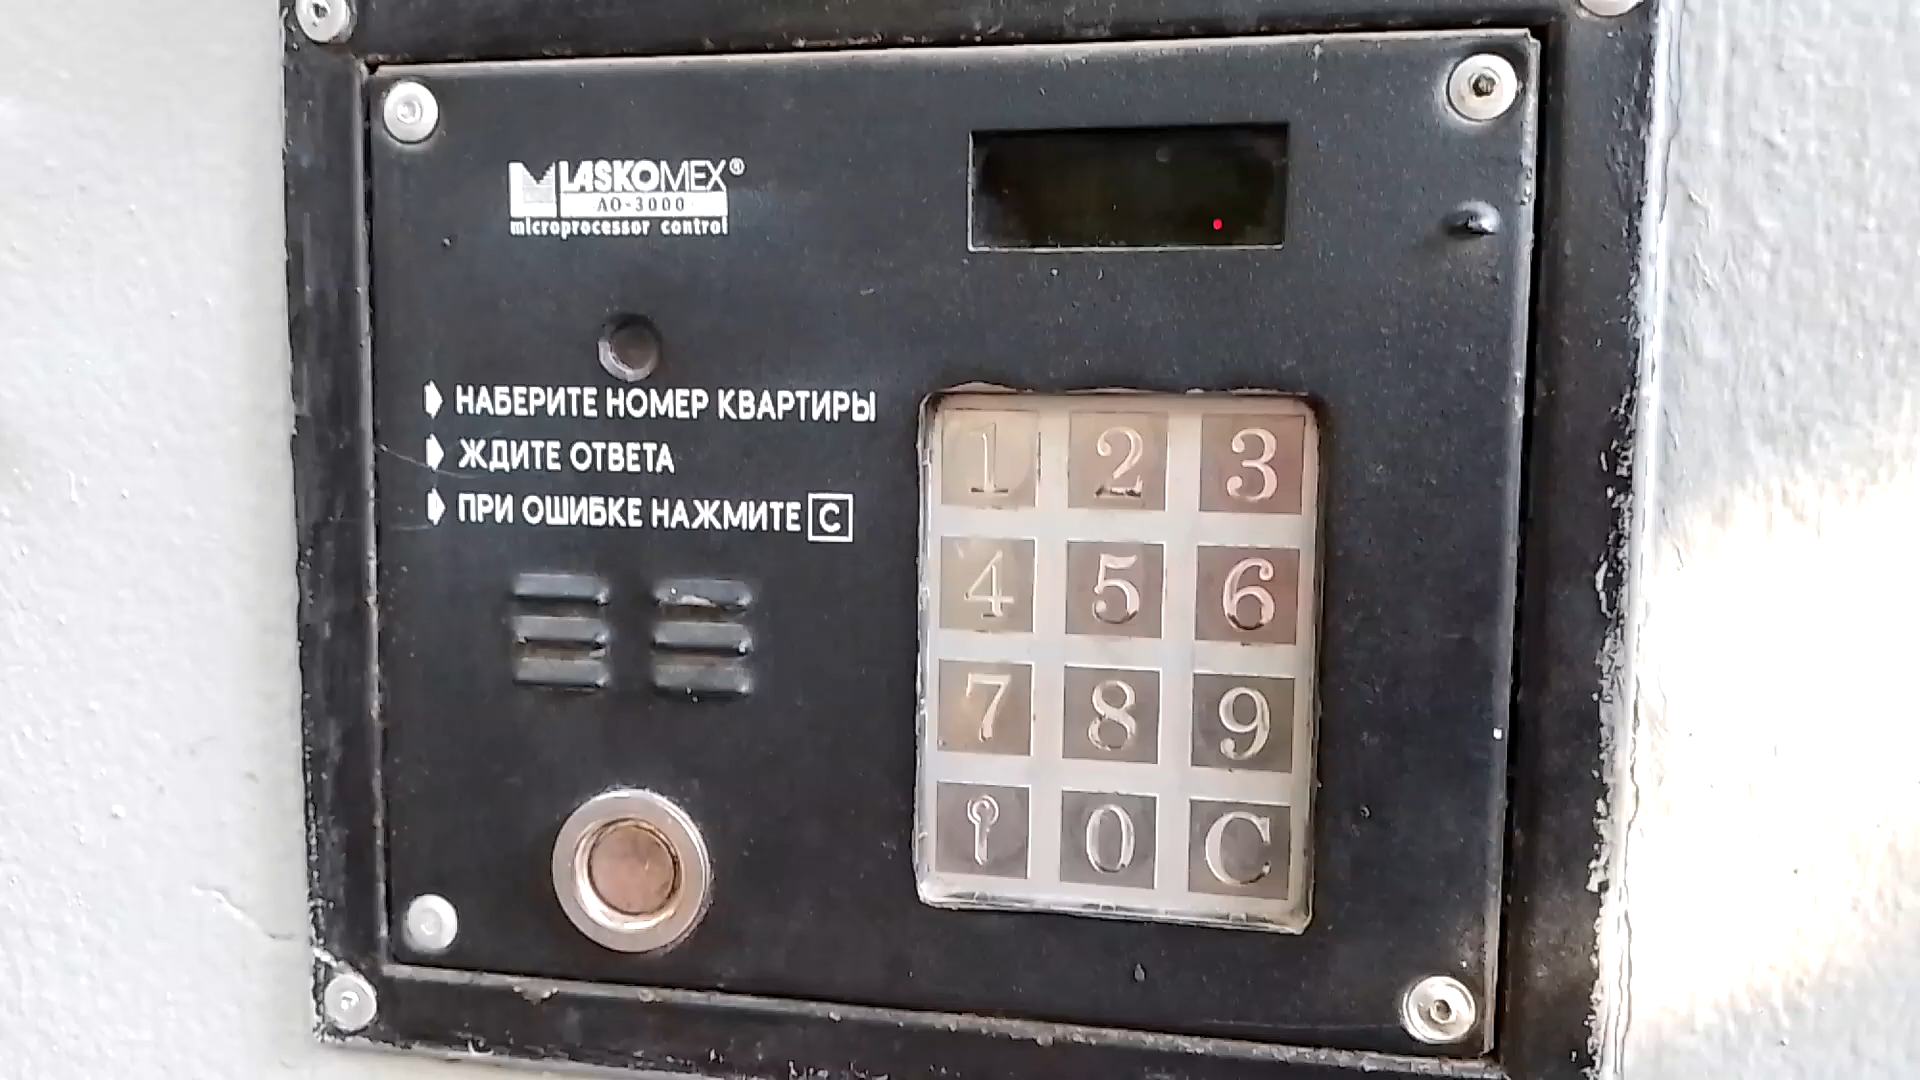 LASKOMEX®
AO-3000
microprocessor control
НАБЕРИТЕ НОМЕР КВАРТИРЫ
ЖДИТЕ ОТВЕТА
ПРИ ОШИБКЕ НАЖМИТЕ C
1 2 3
4 5 6
7 8 9
0 C